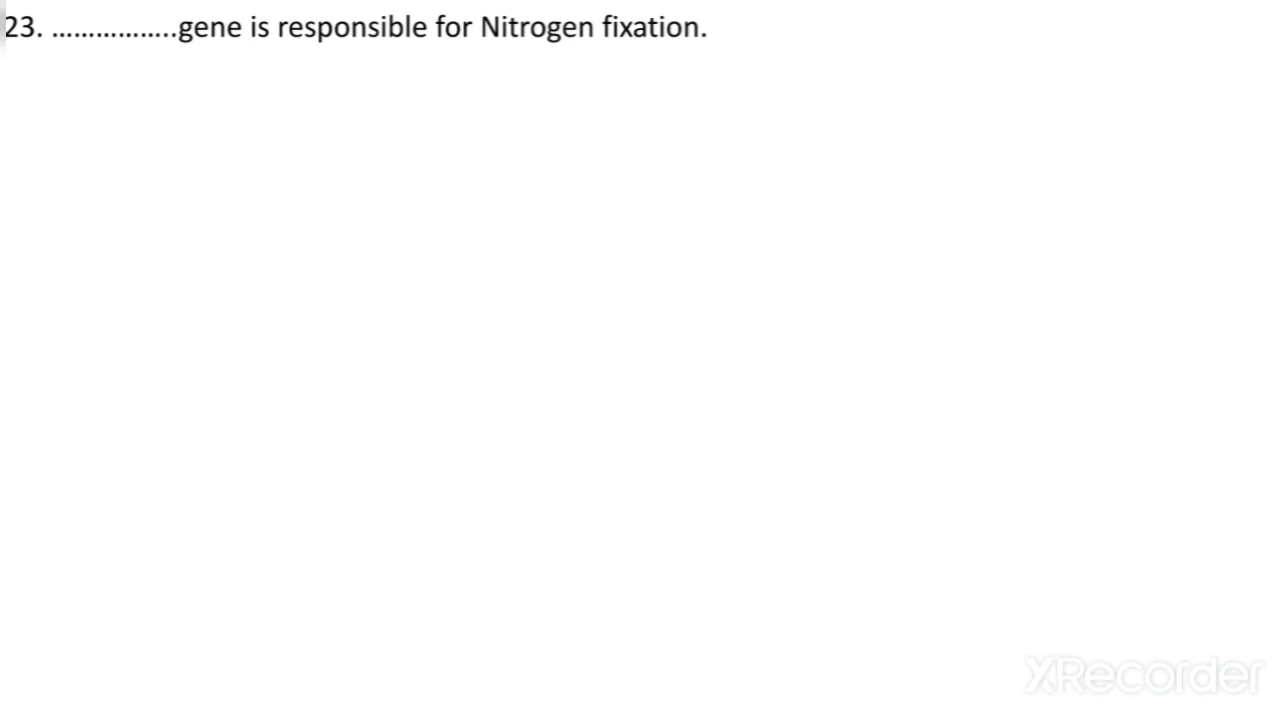 23. ……………..gene is responsible for Nitrogen fixation.
XRecorder